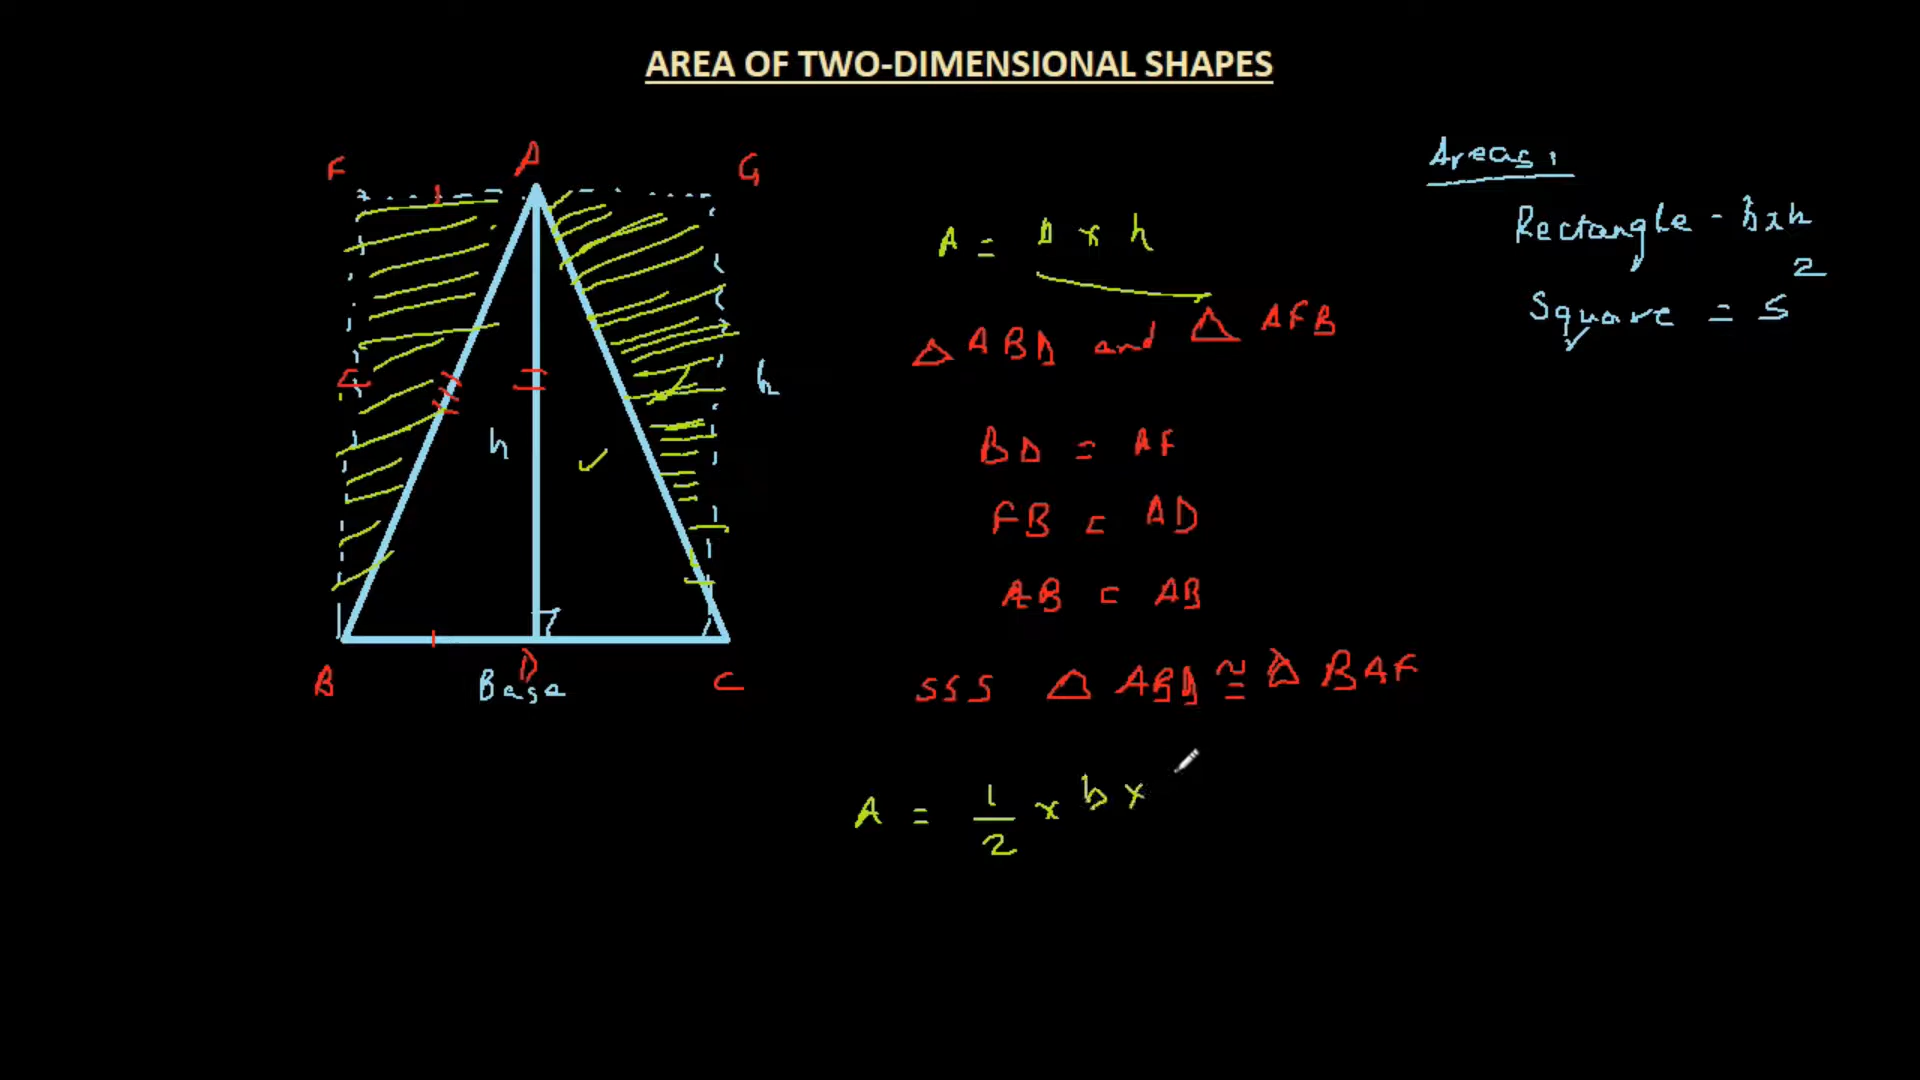 AREA OF TWO-DIMENSIONAL SHAPES
F A G
h
h
B D C
Base
A = b x h
△ ABD and △ AFB
BD = AF
FB = AD
AB = AB
SSS △ ABD ≅ △ BAF
A = 1/2 x b x
Areas:
Rectangle - b x h
Square = s²